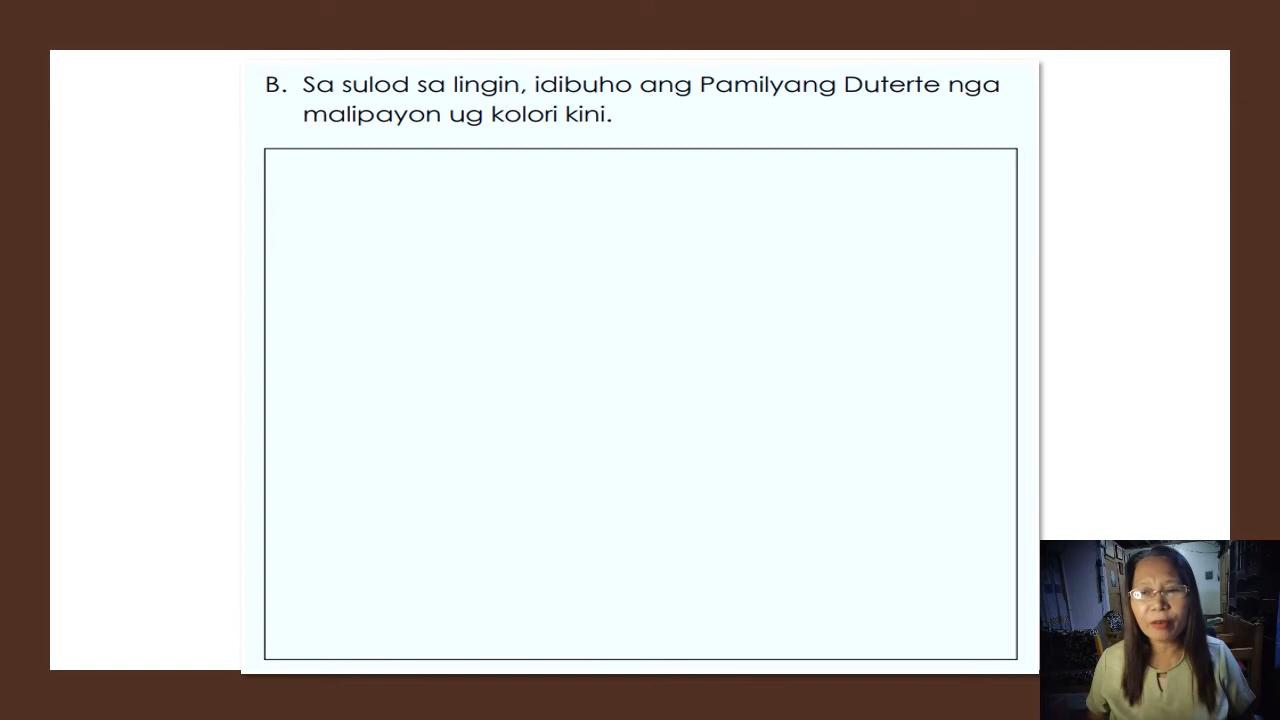 B. Sa sulod sa lingin, idibuho ang Pamilyang Duterte nga
malipayon ug kolori kini.